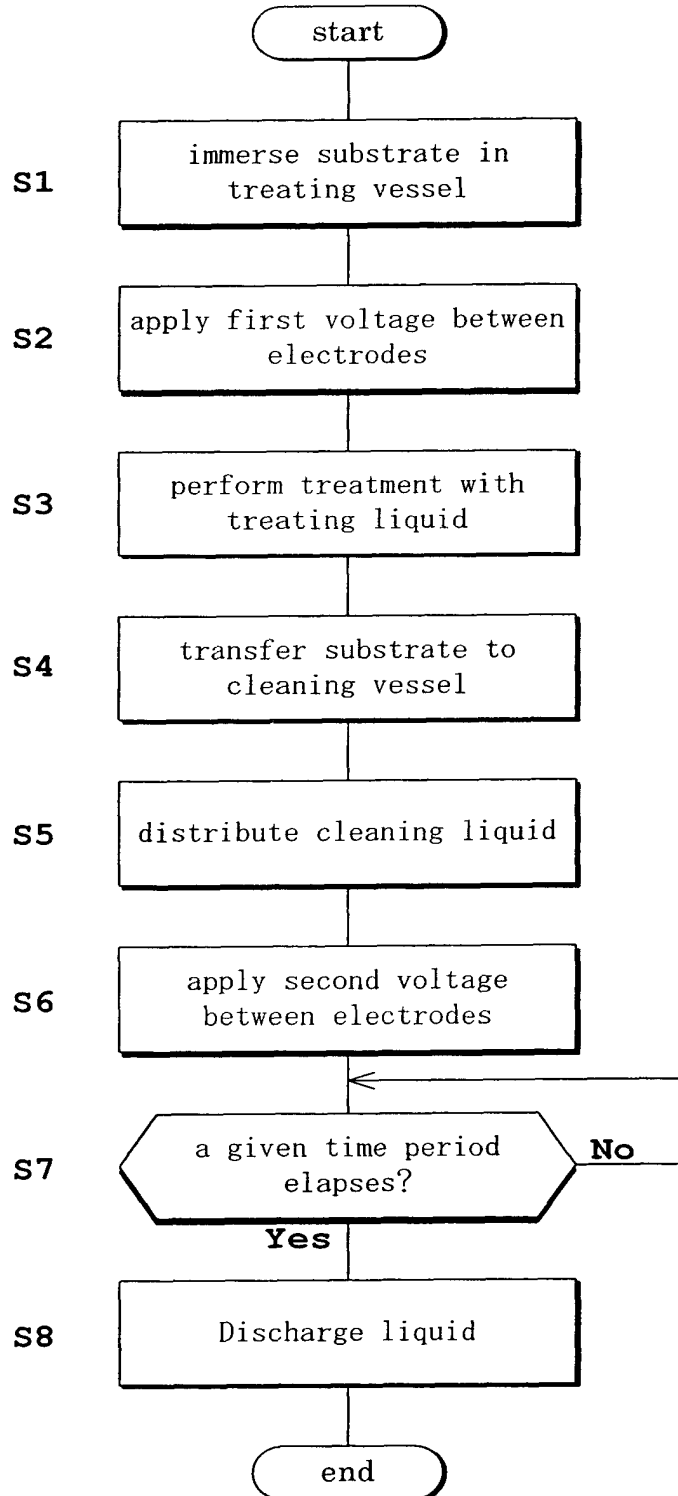 start
S1
immerse substrate in
treating vessel
S2
apply first voltage between
electrodes
S3
perform treatment with
treating liquid
S4
transfer substrate to
cleaning vessel
S5
distribute cleaning liquid
S6
apply second voltage
between electrodes
S7
a given time period
elapses?
No
Yes
S8
Discharge liquid
end